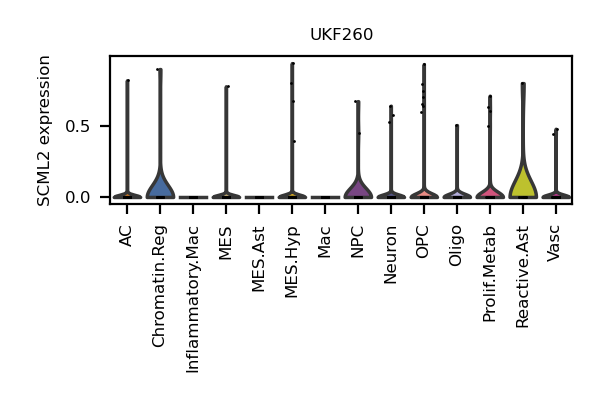 UKF260
SCML2 expression
0.5
0.0
AC
Chromatin.Reg
Inflammatory.Mac
MES
MES.Ast
MES.Hyp
Mac
NPC
Neuron
OPC
Oligo
Prolif.Metab
Reactive.Ast
Vasc